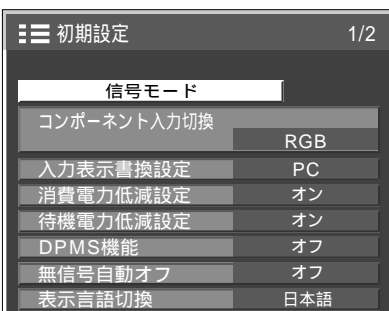 初期設定 1/2
信号モード
コンポーネント入力切換
RGB
入力表示書換設定 PC
消費電力低減設定 オン
待機電力低減設定 オン
DPMS機能 オフ
無信号自動オフ オフ
表示言語切換 日本語